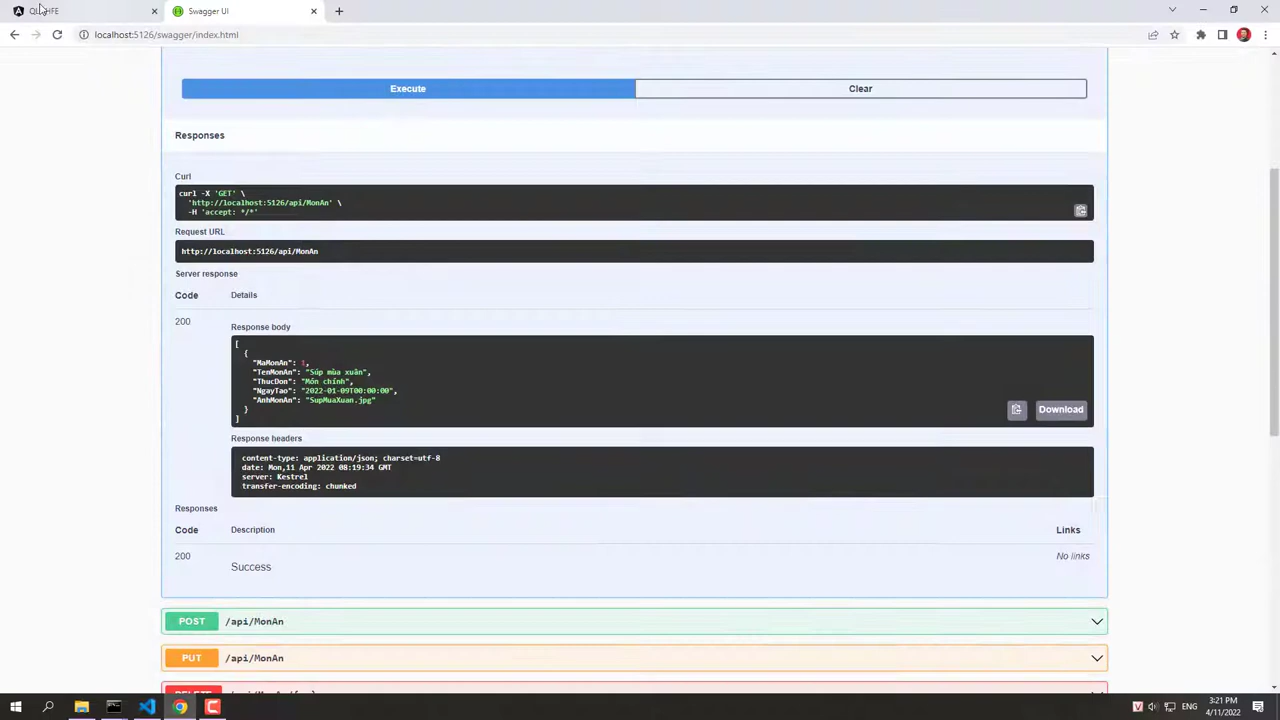 Swagger UI
localhost:5126/swagger/index.html
Execute
Clear
Responses
Curl
curl -X 'GET' \
'http://localhost:5126/api/MonAn' \
-H 'accept: */*'
Request URL
http://localhost:5126/api/MonAn
Server response
Code
Details
200
Response body
[
{
"MaMonAn": 1,
"TenMonAn": "Súp mùa xuân",
"ThucDon": "Món chính",
"NgayTao": "2022-01-09T00:00:00",
"AnhMonAn": "SupMuaXuan.jpg"
}
]
Download
Response headers
content-type: application/json; charset=utf-8
date: Mon,11 Apr 2022 08:19:34 GMT
server: Kestrel
transfer-encoding: chunked
Responses
Code
Description
Links
200
Success
No links
POST
/api/MonAn
PUT
/api/MonAn
DELETE
ENG
3:21 PM
4/11/2022